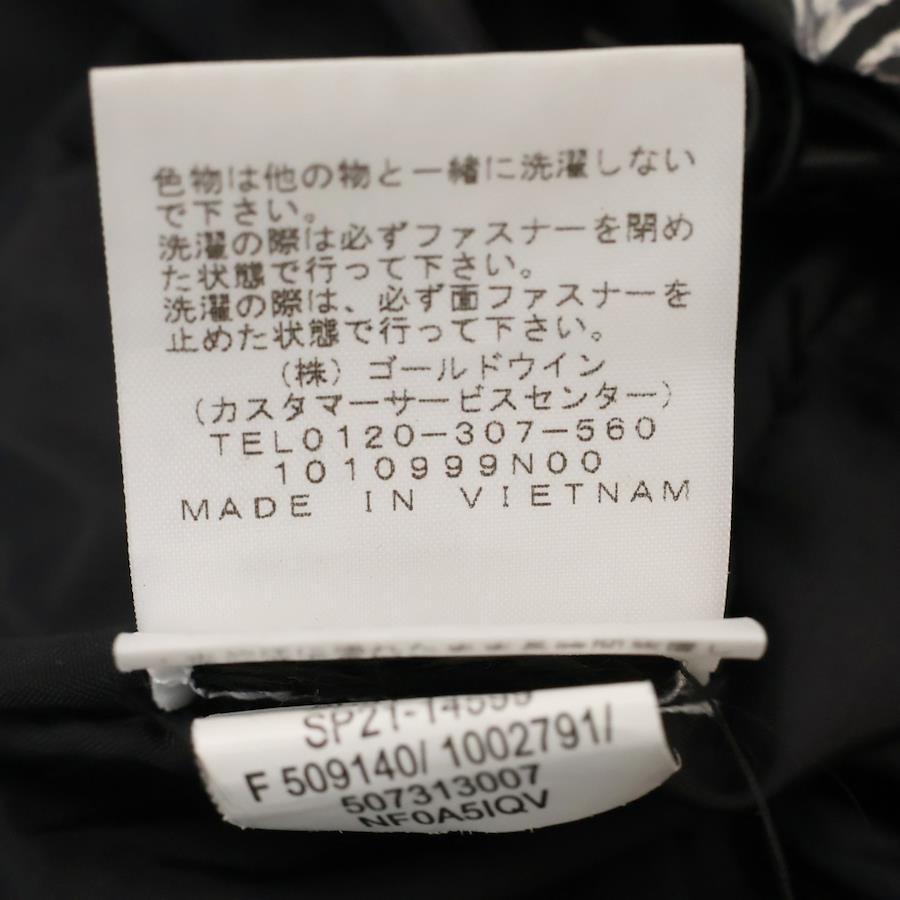 色物は他の物と一緒に洗濯しない
で下さい。
洗濯の際は必ずファスナーを閉め
た状態で行って下さい。
洗濯の際は、必ず面ファスナーを
止めた状態で行って下さい。
(株) ゴールドウイン
(カスタマーサービスセンター)
TEL0120-307-560
1010999N00
MADE IN VIETNAM
SP21-14599
F 509140/ 1002791/
507313007
NF0A5IQV